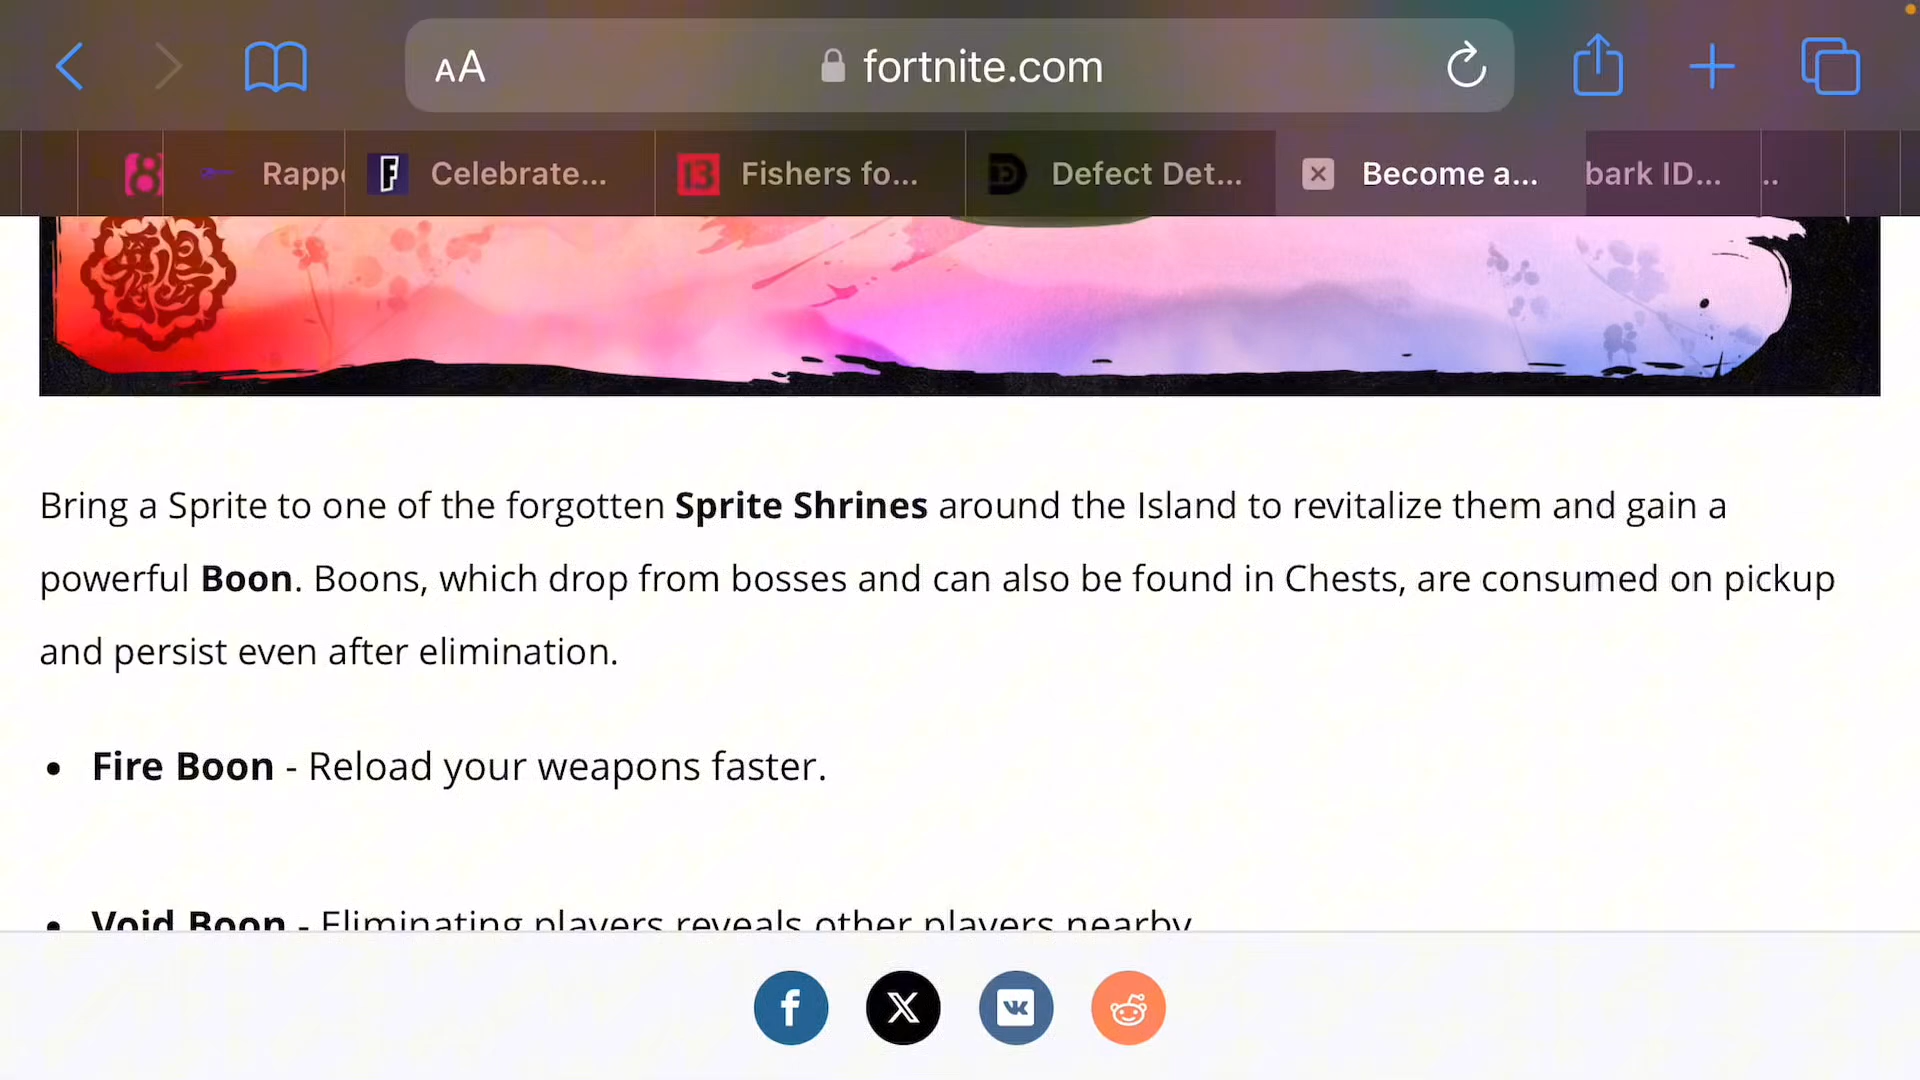 AA fortnite.com
8 Rapp Celebrate... 13 Fishers fo... Defect Det... Become a... bark ID... ..
Bring a Sprite to one of the forgotten Sprite Shrines around the Island to revitalize them and gain a
powerful Boon. Boons, which drop from bosses and can also be found in Chests, are consumed on pickup
and persist even after elimination.
• Fire Boon - Reload your weapons faster.
• Void Boon - Eliminating players reveals other players nearby